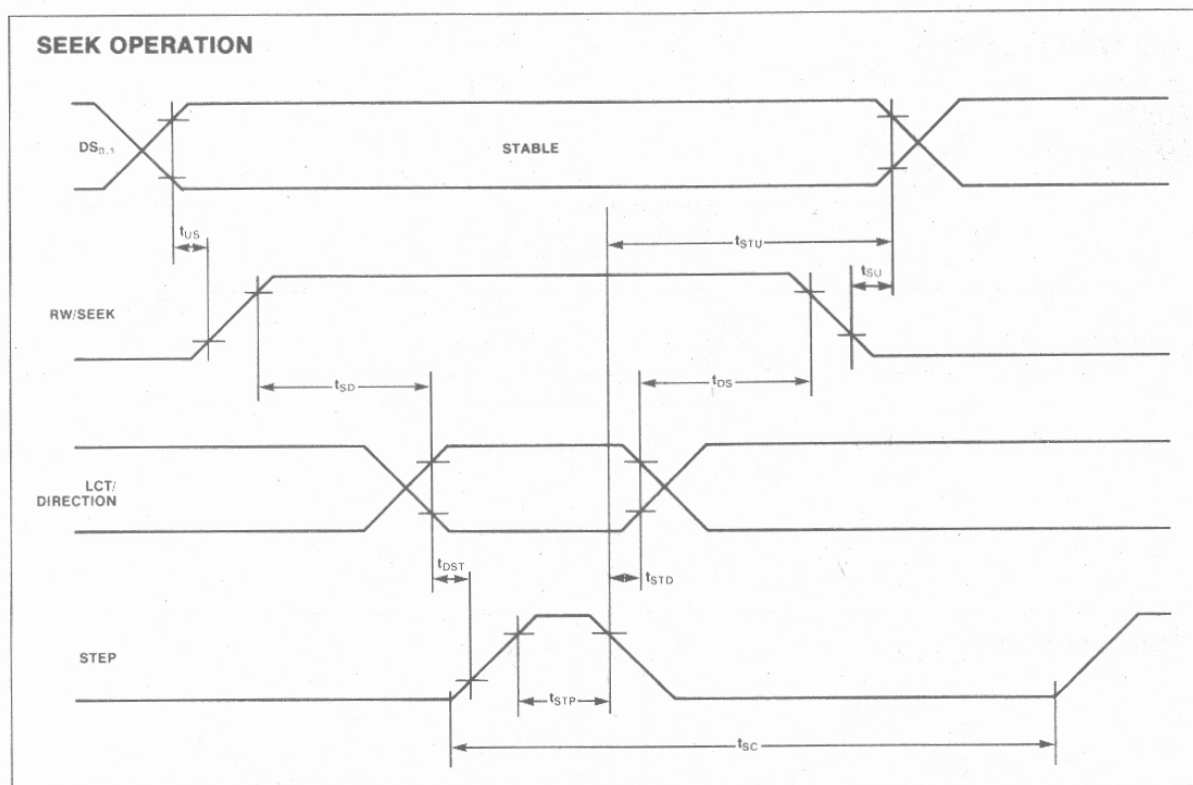 SEEK OPERATION
DS0,1
STABLE
tUS
tSTU
tSU
RW/SEEK
tSD
tDS
LCT/
DIRECTION
tDST
tSTD
STEP
tSTP
tSC